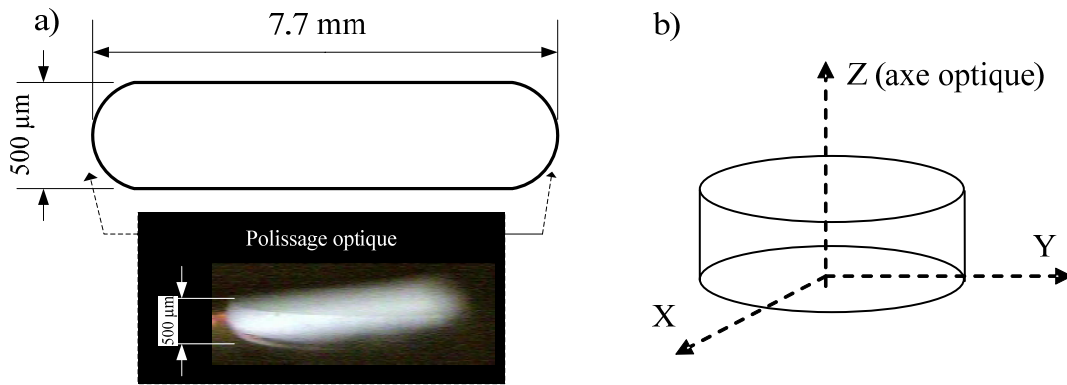 a)
7.7 mm
500 µm
Polissage optique
500 µm
b)
Z (axe optique)
Y
X